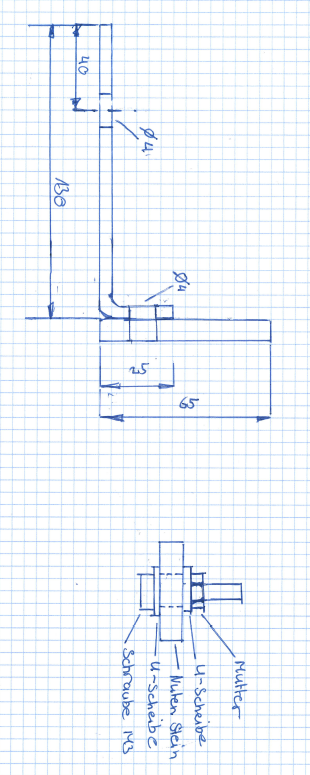 40
Ø4
130
Ø4
25
65
Mutter
U-Scheibe
Nuten Stein
U-Scheibe
Schraube M3